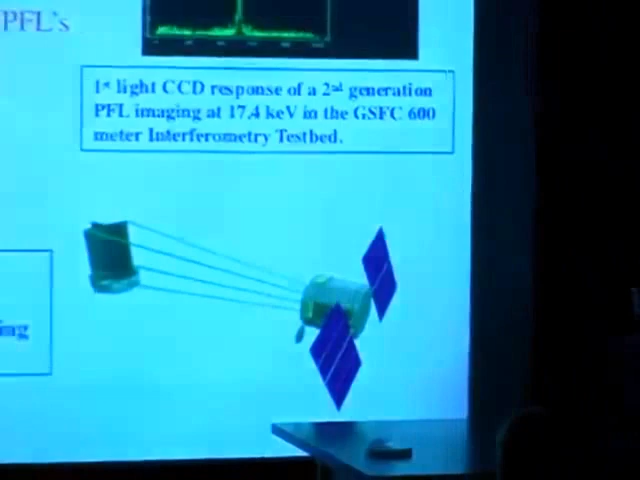 PFL's
1st light CCD response of a 2nd generation
PFL imaging at 17.4 keV in the GSFC 600
meter Interferometry Testbed.